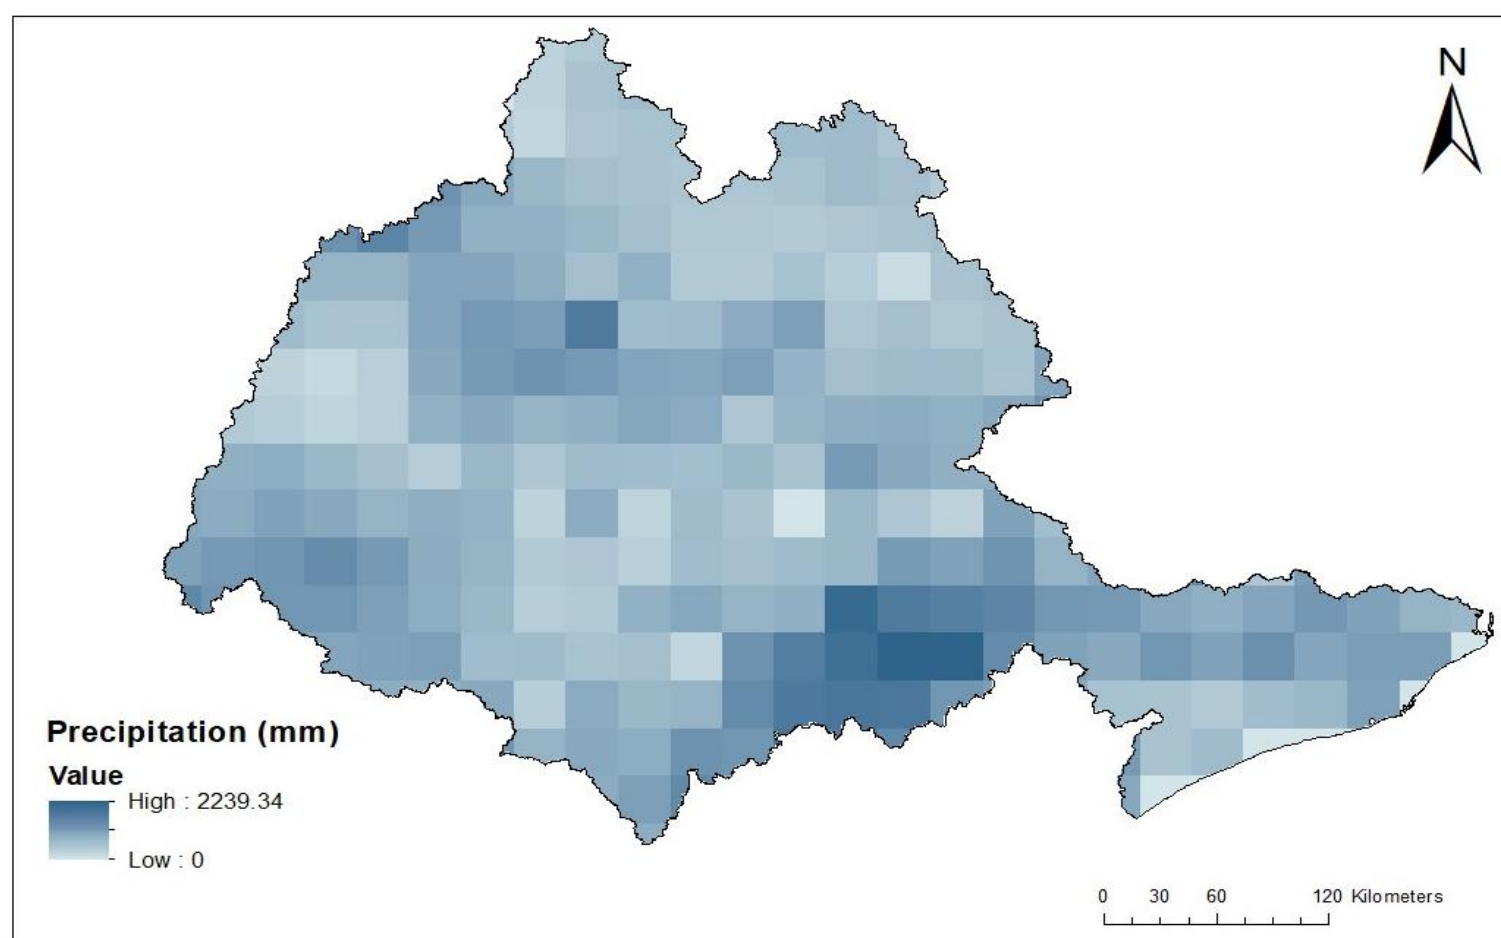 N
Precipitation (mm)
Value
High : 2239.34
Low : 0
0 30 60 120 Kilometers